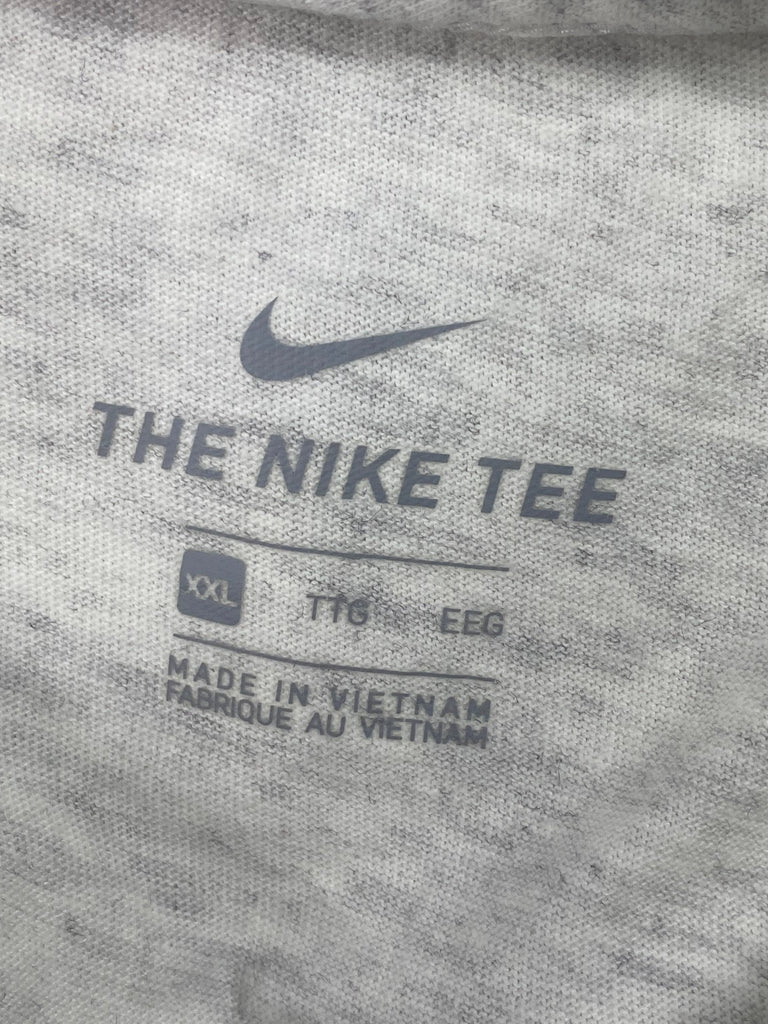 THE NIKE TEE
XXL TTG EEG
MADE IN VIETNAM
FABRIQUE AU VIETNAM